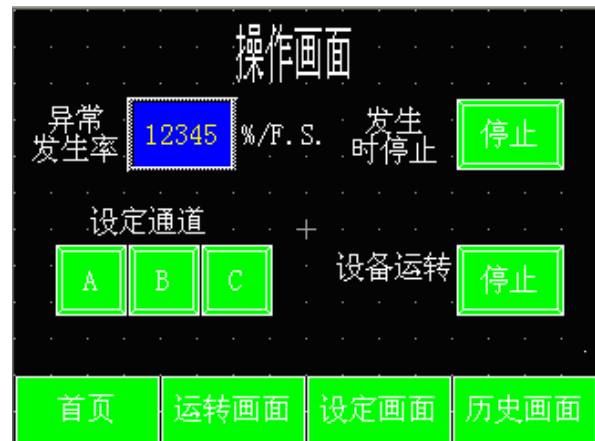 操作画面
异常
发生率 12345 %/F.S.
发生
时停止 停止
设定通道
A B C
设备运转 停止
首页 运转画面 设定画面 历史画面